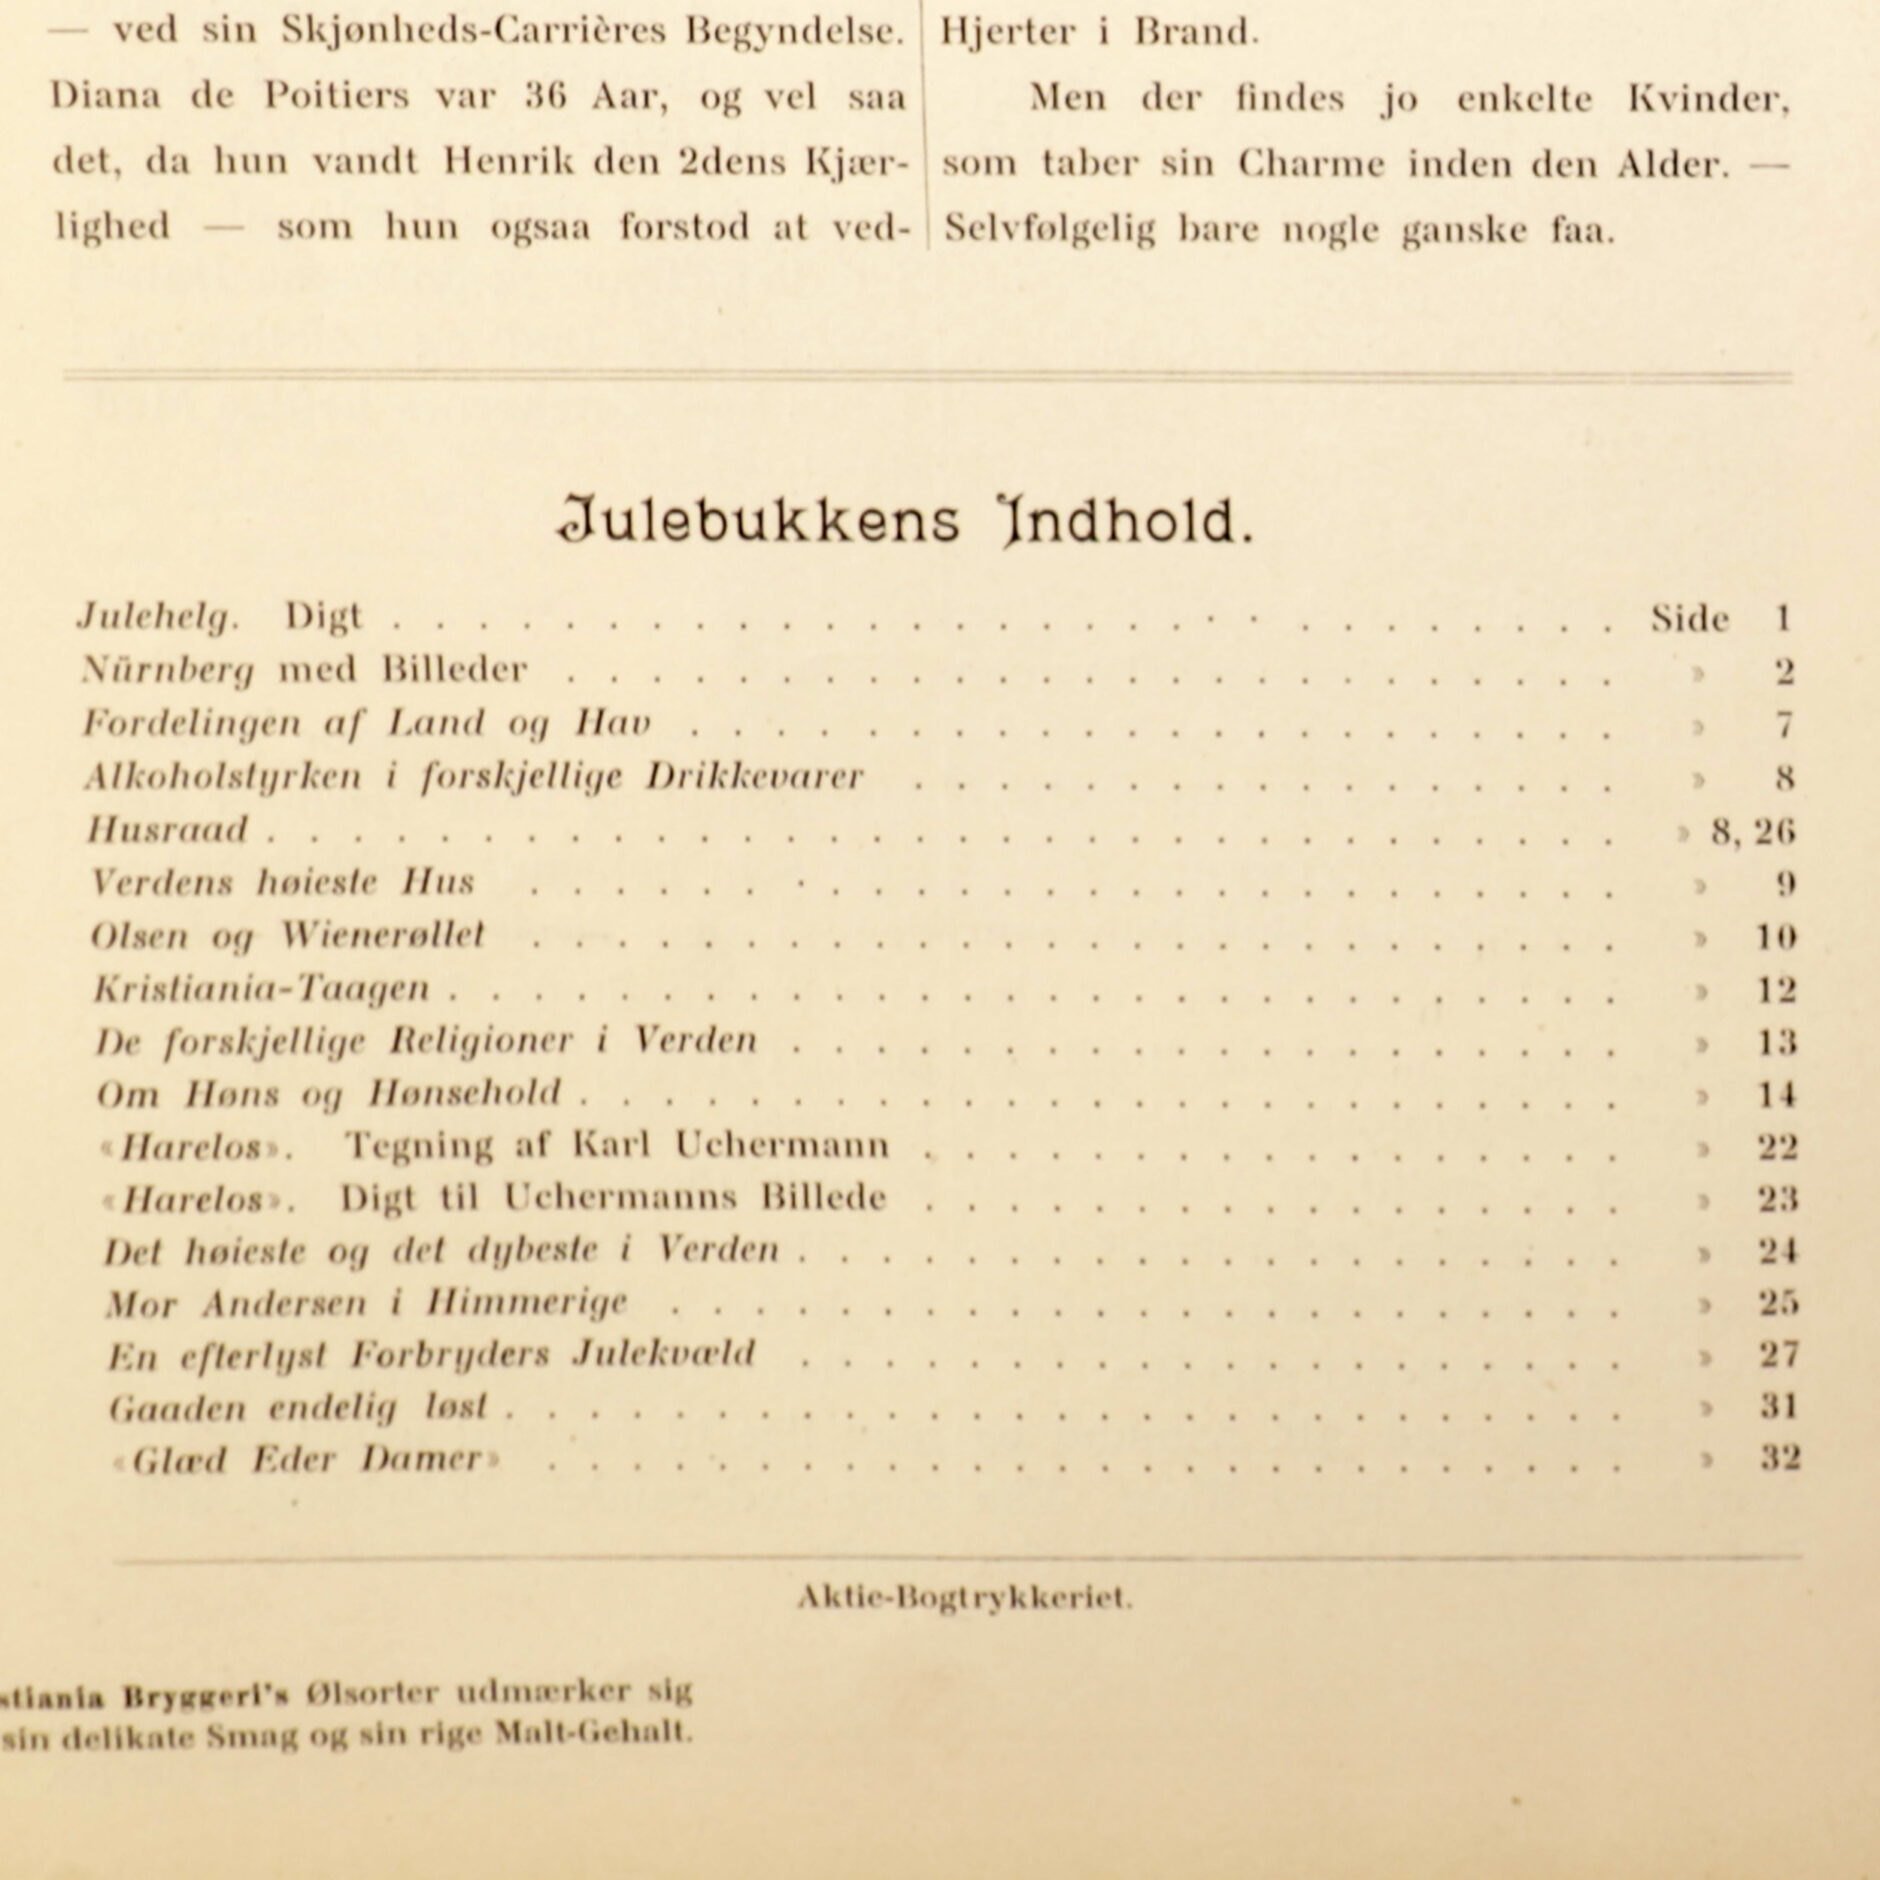 — ved sin Skjønheds-Carrières Begyndelse.
Diana de Poitiers var 36 Aar, og vel saa
det, da hun vandt Henrik den 2dens Kjær-
lighed — som hun ogsaa forstod at ved-
Hjerter i Brand.
Men der findes jo enkelte Kvinder,
som taber sin Charme inden den Alder. —
Selvfølgelig bare nogle ganske faa.
Julebukkens Indhold.
Julehelg. Digt . . . . . . . . . . . . . . . . . . . . . . . . . . . . . Side 1
Nürnberg med Billeder . . . . . . . . . . . . . . . . . . . . . . . . . » 2
Fordelingen af Land og Hav . . . . . . . . . . . . . . . . . . . . . . » 7
Alkoholstyrken i forskjellige Drikkevarer . . . . . . . . . . . . . . . . . » 8
Husraad . . . . . . . . . . . . . . . . . . . . . . . . . . . . . . . . » 8, 26
Verdens høieste Hus . . . . . . . . . . . . . . . . . . . . . . . . . . » 9
Olsen og Wienerøllet . . . . . . . . . . . . . . . . . . . . . . . . . . » 10
Kristiania-Taagen . . . . . . . . . . . . . . . . . . . . . . . . . . . . » 12
De forskjellige Religioner i Verden . . . . . . . . . . . . . . . . . . . . » 13
Om Høns og Hønsehold . . . . . . . . . . . . . . . . . . . . . . . . . » 14
«Harelos». Tegning af Karl Uchermann . . . . . . . . . . . . . . . . . » 22
«Harelos». Digt til Uchermanns Billede . . . . . . . . . . . . . . . . . » 23
Det høieste og det dybeste i Verden . . . . . . . . . . . . . . . . . . . . » 24
Mor Andersen i Himmerige . . . . . . . . . . . . . . . . . . . . . . . » 25
En efterlyst Forbryders Julekvæld . . . . . . . . . . . . . . . . . . . . » 27
Gaaden endelig løst . . . . . . . . . . . . . . . . . . . . . . . . . . . » 31
«Glæd Eder Damer» . . . . . . . . . . . . . . . . . . . . . . . . . . » 32
Aktie-Bogtrykkeriet.
stiania Bryggeri's Ølsorter udmærker sig
sin delikate Smag og sin rige Malt-Gehalt.